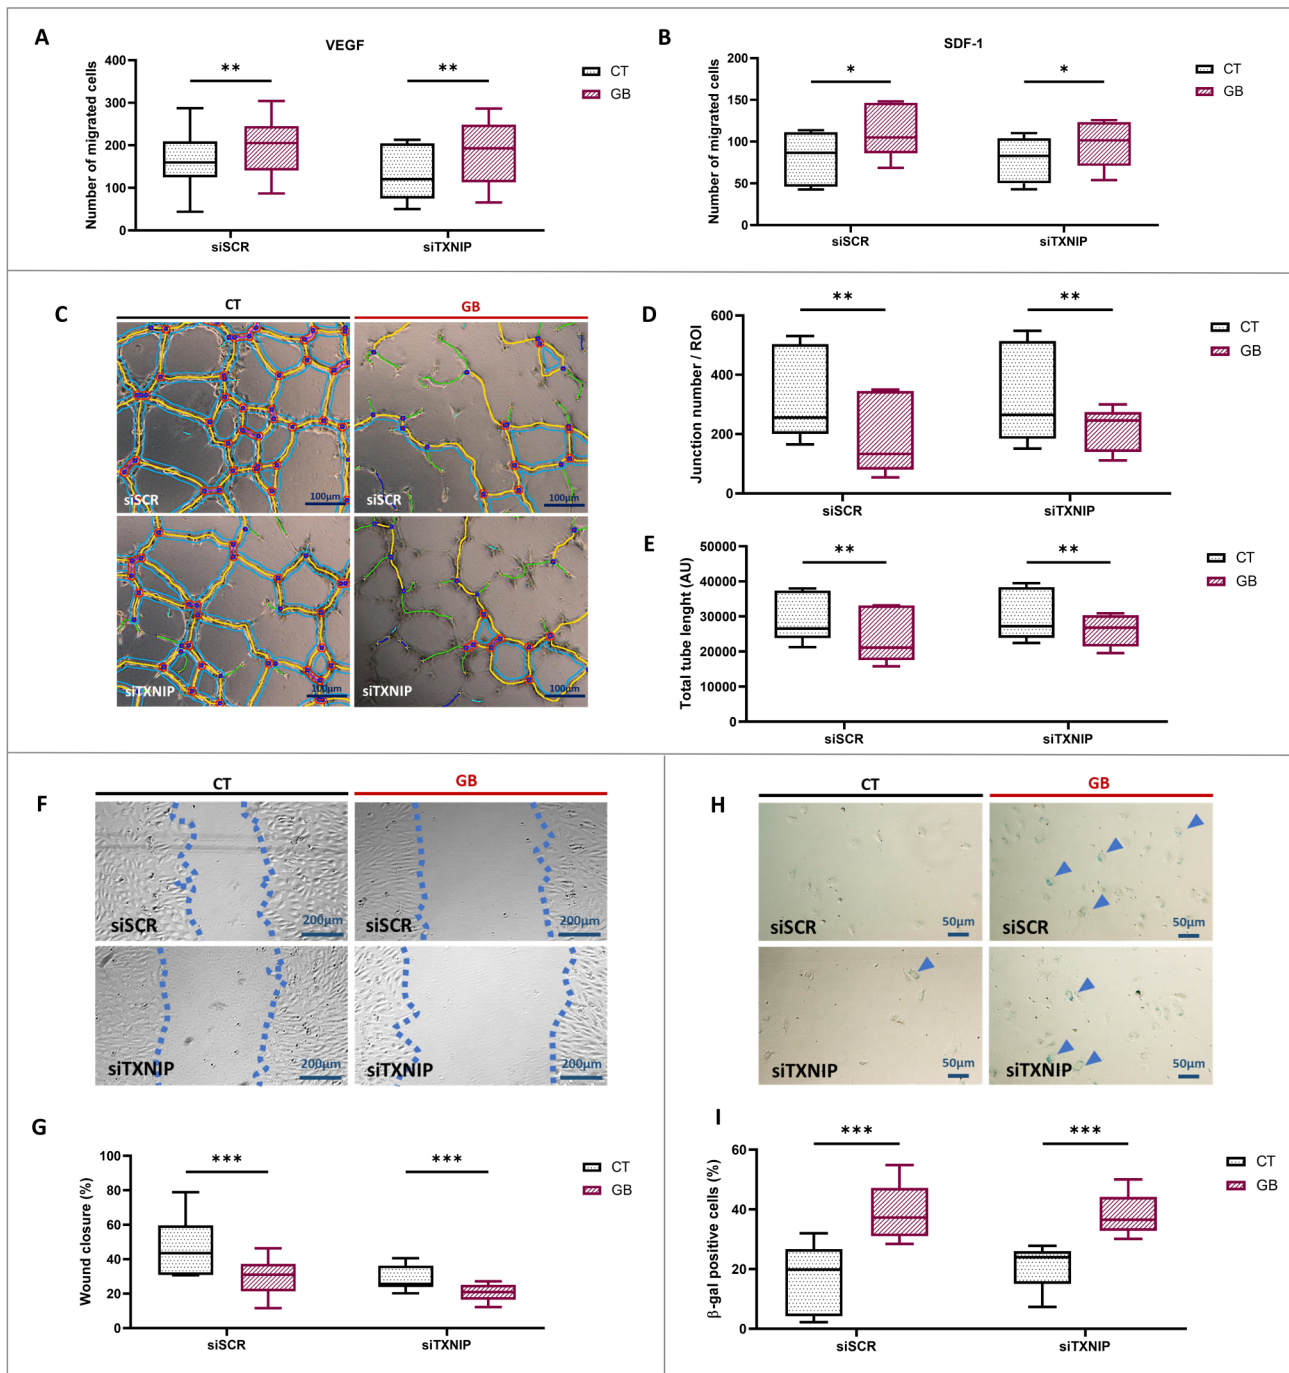 A
VEGF
Number of migrated cells
400
300
200
100
0
**
**
siSCR
siTXNIP
CT
GB
B
SDF-1
Number of migrated cells
200
150
100
50
0
*
*
siSCR
siTXNIP
CT
GB
C
CT
GB
siSCR
100µm
siSCR
100µm
siTXNIP
100µm
siTXNIP
100µm
D
Junction number / ROI
600
400
200
0
**
**
siSCR
siTXNIP
CT
GB
E
Total tube lenght (AU)
50000
40000
30000
20000
10000
0
**
**
siSCR
siTXNIP
CT
GB
F
CT
GB
siSCR
200µm
siSCR
200µm
siTXNIP
200µm
siTXNIP
200µm
G
Wound closure (%)
100
80
60
40
20
0
***
***
siSCR
siTXNIP
CT
GB
H
CT
GB
siSCR
50µm
siSCR
50µm
siTXNIP
50µm
siTXNIP
50µm
I
β-gal positive cells (%)
60
40
20
0
***
***
siSCR
siTXNIP
CT
GB